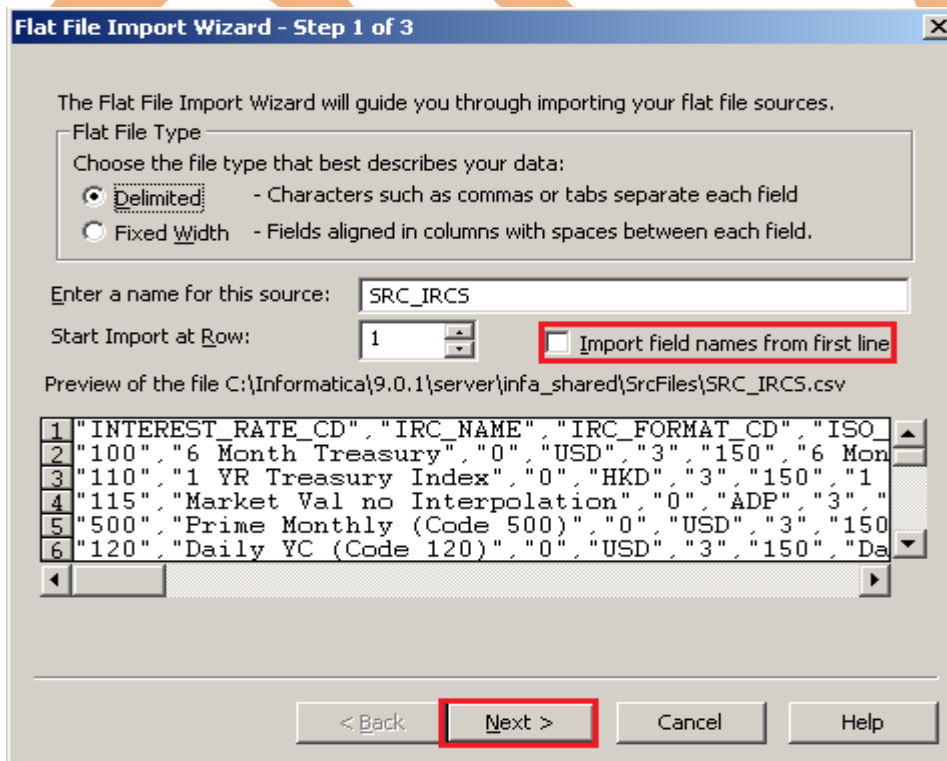 Flat File Import Wizard - Step 1 of 3
The Flat File Import Wizard will guide you through importing your flat file sources.
Flat File Type
Choose the file type that best describes your data:
Delimited - Characters such as commas or tabs separate each field
Fixed Width - Fields aligned in columns with spaces between each field.
Enter a name for this source: SRC_IRCS
Start Import at Row: 1 Import field names from first line
Preview of the file C:\Informatica\9.0.1\server\infa_shared\SrcFiles\SRC_IRCS.csv
1 "INTEREST_RATE_CD","IRC_NAME","IRC_FORMAT_CD","ISO_
2 "100","6 Month Treasury","0","USD","3","150","6 Mon
3 "110","1 YR Treasury Index","0","HKD","3","150","1
4 "115","Market Val no Interpolation","0","ADP","3","
5 "500","Prime Monthly (Code 500)","0","USD","3","150
6 "120","Daily YC (Code 120)","0","USD","3","150","Da
< Back Next > Cancel Help